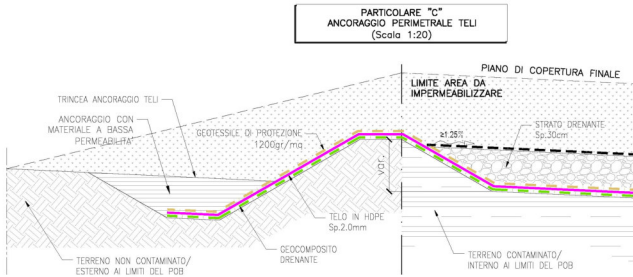 PARTICOLARE "C"
ANCORAGGIO PERIMETRALE TELI
(Scala 1:20)
PIANO DI COPERTURA FINALE
LIMITE AREA DA
IMPERMEABILIZZARE
TRINCEA ANCORAGGIO TELI
ANCORAGGIO CON
MATERIALE A BASSA
PERMEABILITA'
GEOTESSILE DI PROTEZIONE
1200gr/mq
≥1.25%
STRATO DRENANTE
Sp.30cm
var.
TELO IN HDPE
Sp.2.0mm
GEOCOMPOSITO
DRENANTE
TERRENO NON CONTAMINATO/
ESTERNO AI LIMITI DEL POB
TERRENO CONTAMINATO/
INTERNO AI LIMITI DEL POB